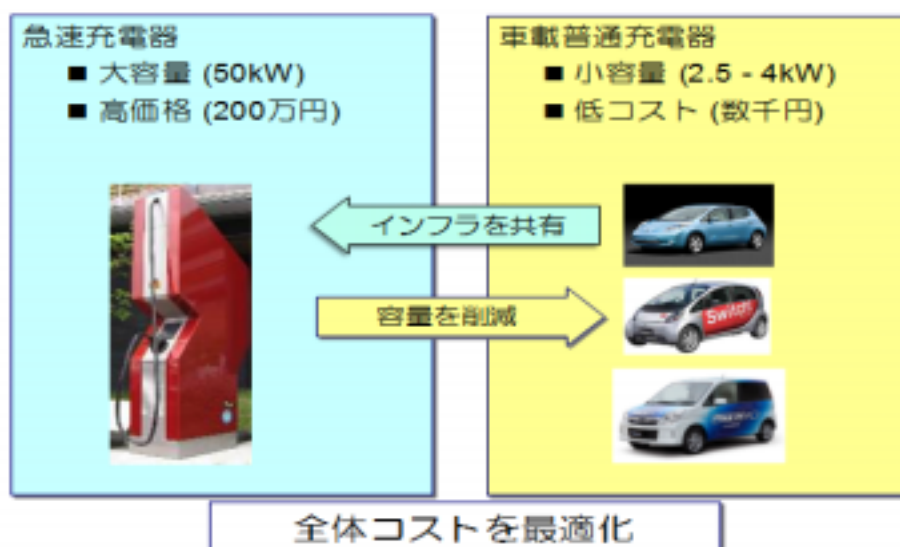 急速充電器
■ 大容量 (50kW)
■ 高価格 (200万円)
車載普通充電器
■ 小容量 (2.5 - 4kW)
■ 低コスト (数千円)
インフラを共有
容量を削減
Switch!
全体コストを最適化